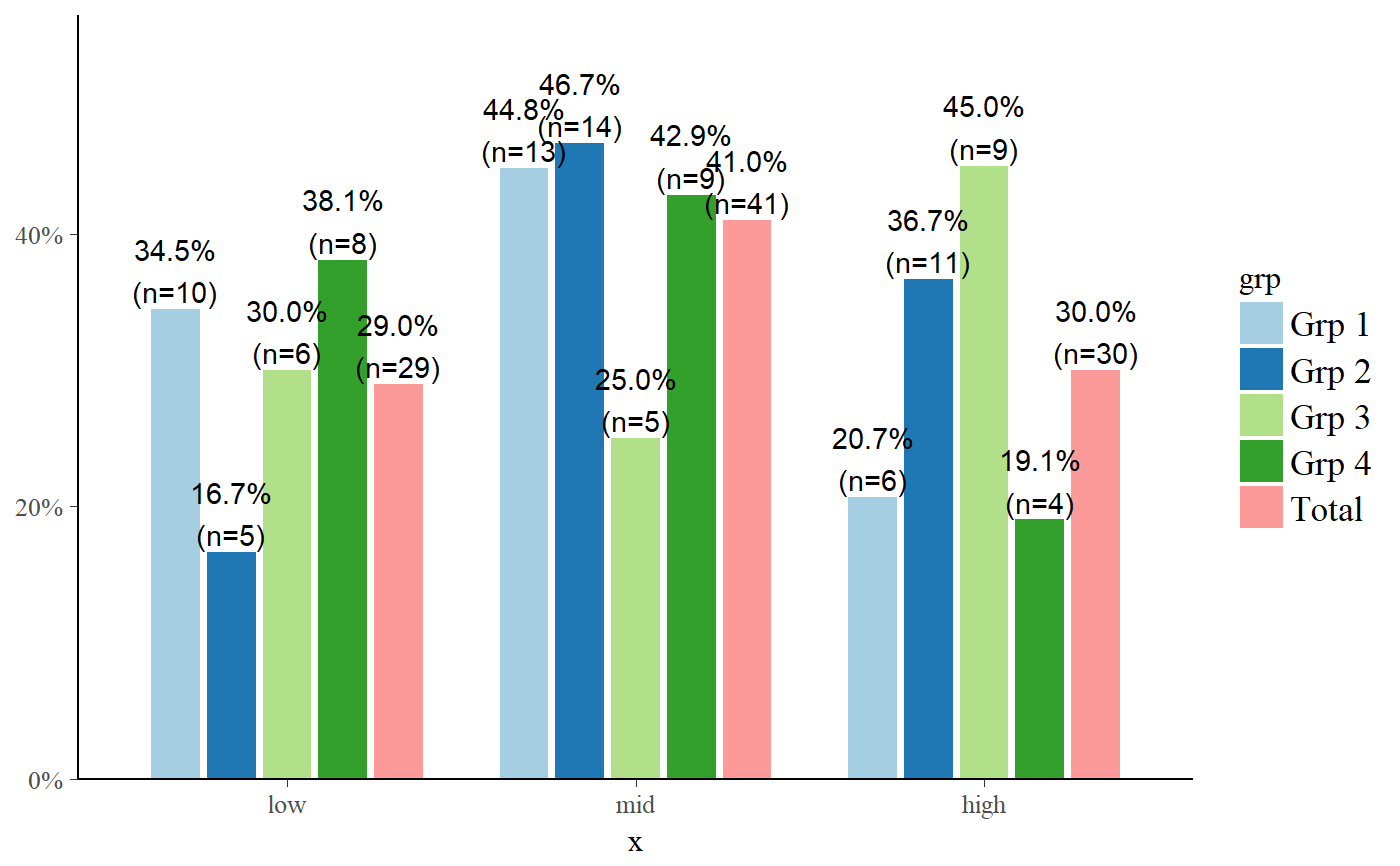 40%
20%
0%
34.5%
(n=10)
16.7%
(n=5)
30.0%
(n=6)
38.1%
(n=8)
29.0%
(n=29)
44.8%
(n=13)
46.7%
(n=14)
25.0%
(n=5)
42.9%
(n=9)
41.0%
(n=41)
20.7%
(n=6)
36.7%
(n=11)
45.0%
(n=9)
19.1%
(n=4)
30.0%
(n=30)
low
mid
high
x
grp
Grp 1
Grp 2
Grp 3
Grp 4
Total